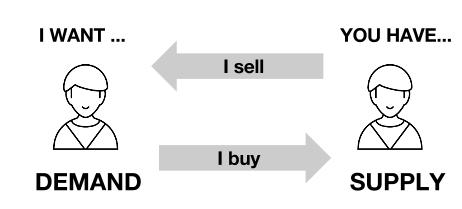 I WANT ...
YOU HAVE...
I sell
I buy
DEMAND
SUPPLY